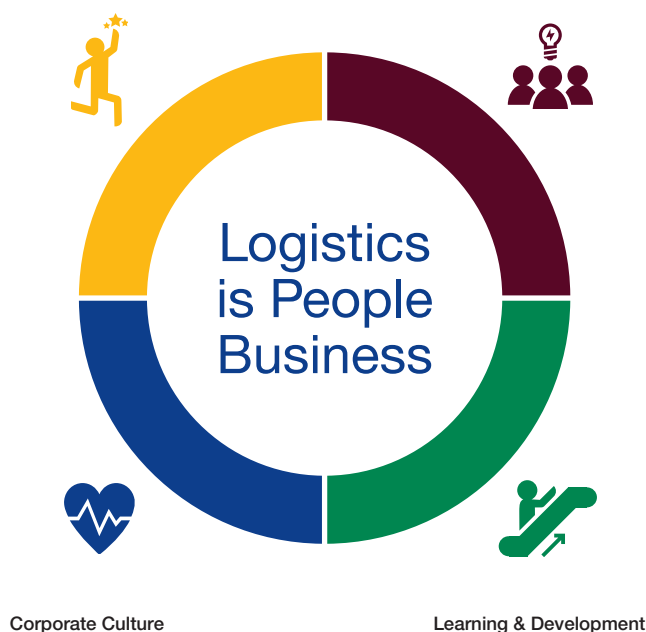 Logistics
is People
Business
Corporate Culture
Learning & Development